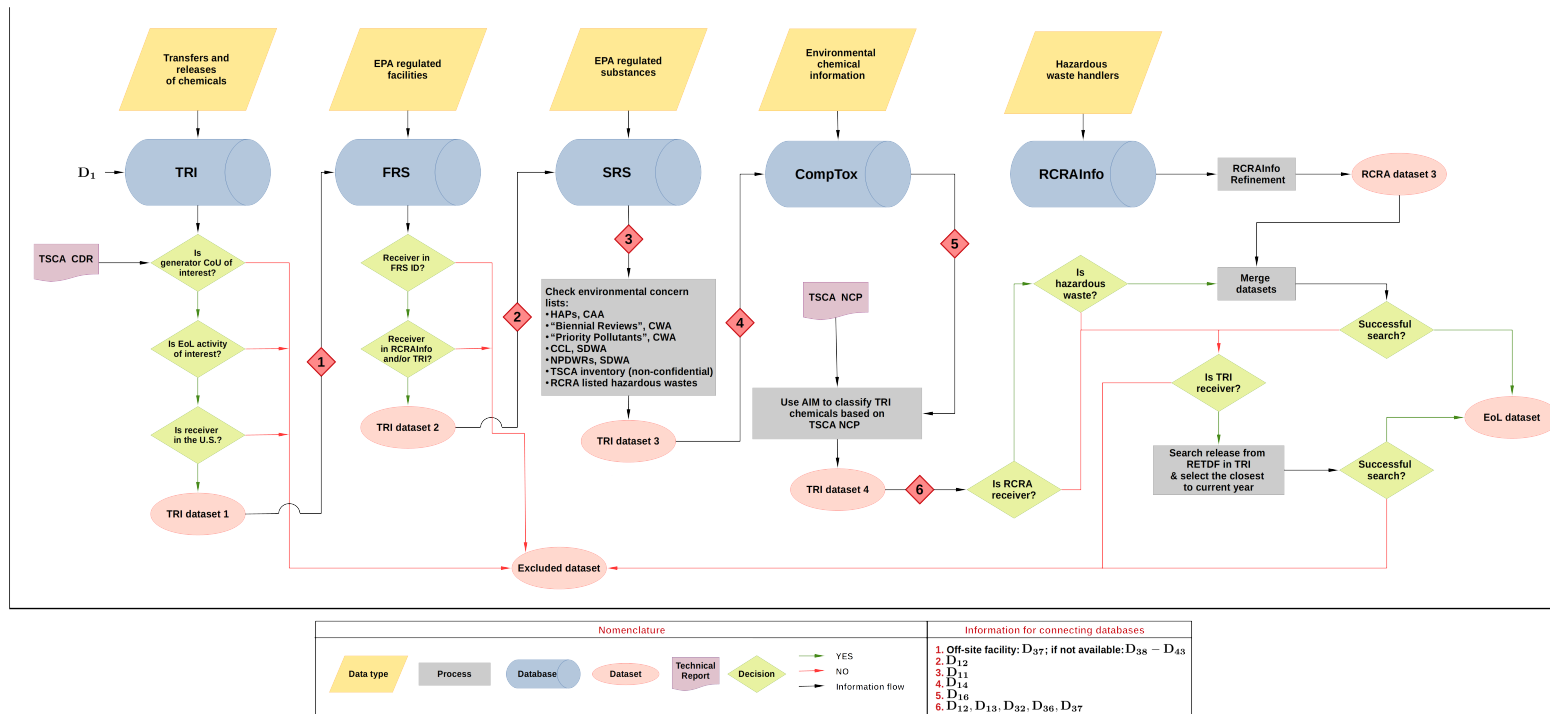 Transfers and
releases
of chemicals
EPA regulated
facilities
EPA regulated
substances
Environmental
chemical
information
Hazardous
waste handlers
D₁
TRI
FRS
SRS
CompTox
RCRAInfo
RCRAInfo
Refinement
RCRA dataset 3
TSCA CDR
Is
generator CoU of
interest?
Is EoL activity
of interest?
Is receiver
in the U.S.?
TRI dataset 1
1
Receiver in
FRS ID?
Receiver
in RCRAInfo
and/or TRI?
TRI dataset 2
2
3
Check environmental concern
lists:
• HAPs, CAA
• “Biennial Reviews”, CWA
• “Priority Pollutants”, CWA
• CCL, SDWA
• NPDWRs, SDWA
• TSCA inventory (non-confidential)
• RCRA listed hazardous wastes
TRI dataset 3
4
5
TSCA NCP
Use AIM to classify TRI
chemicals based on
TSCA NCP
TRI dataset 4
6
Is RCRA
receiver?
Is
hazardous
waste?
Merge
datasets
Successful
search?
Is TRI
receiver?
Search release from
RETDF in TRI
& select the closest
to current year
Successful
search?
EoL dataset
Excluded dataset
Nomenclature
Data type
Process
Database
Dataset
Technical
Report
Decision
YES
NO
Information flow
Information for connecting databases
1. Off-site facility: D₃₇; if not available: D₃₈ − D₄₃
2. D₁₂
3. D₁₁
4. D₁₄
5. D₁₆
6. D₁₂, D₁₃, D₃₂, D₃₆, D₃₇